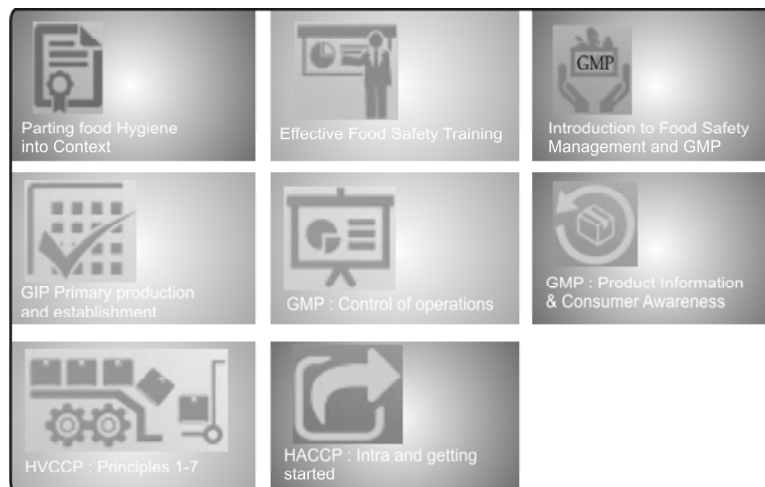 Parting food Hygiene
into Context
Effective Food Safety Training
GMP
Introduction to Food Safety
Management and GMP
GIP Primary production
and establishment
GMP : Control of operations
GMP : Product Information
& Consumer Awareness
HVCCP : Principles 1-7
HACCP : Intra and getting
started